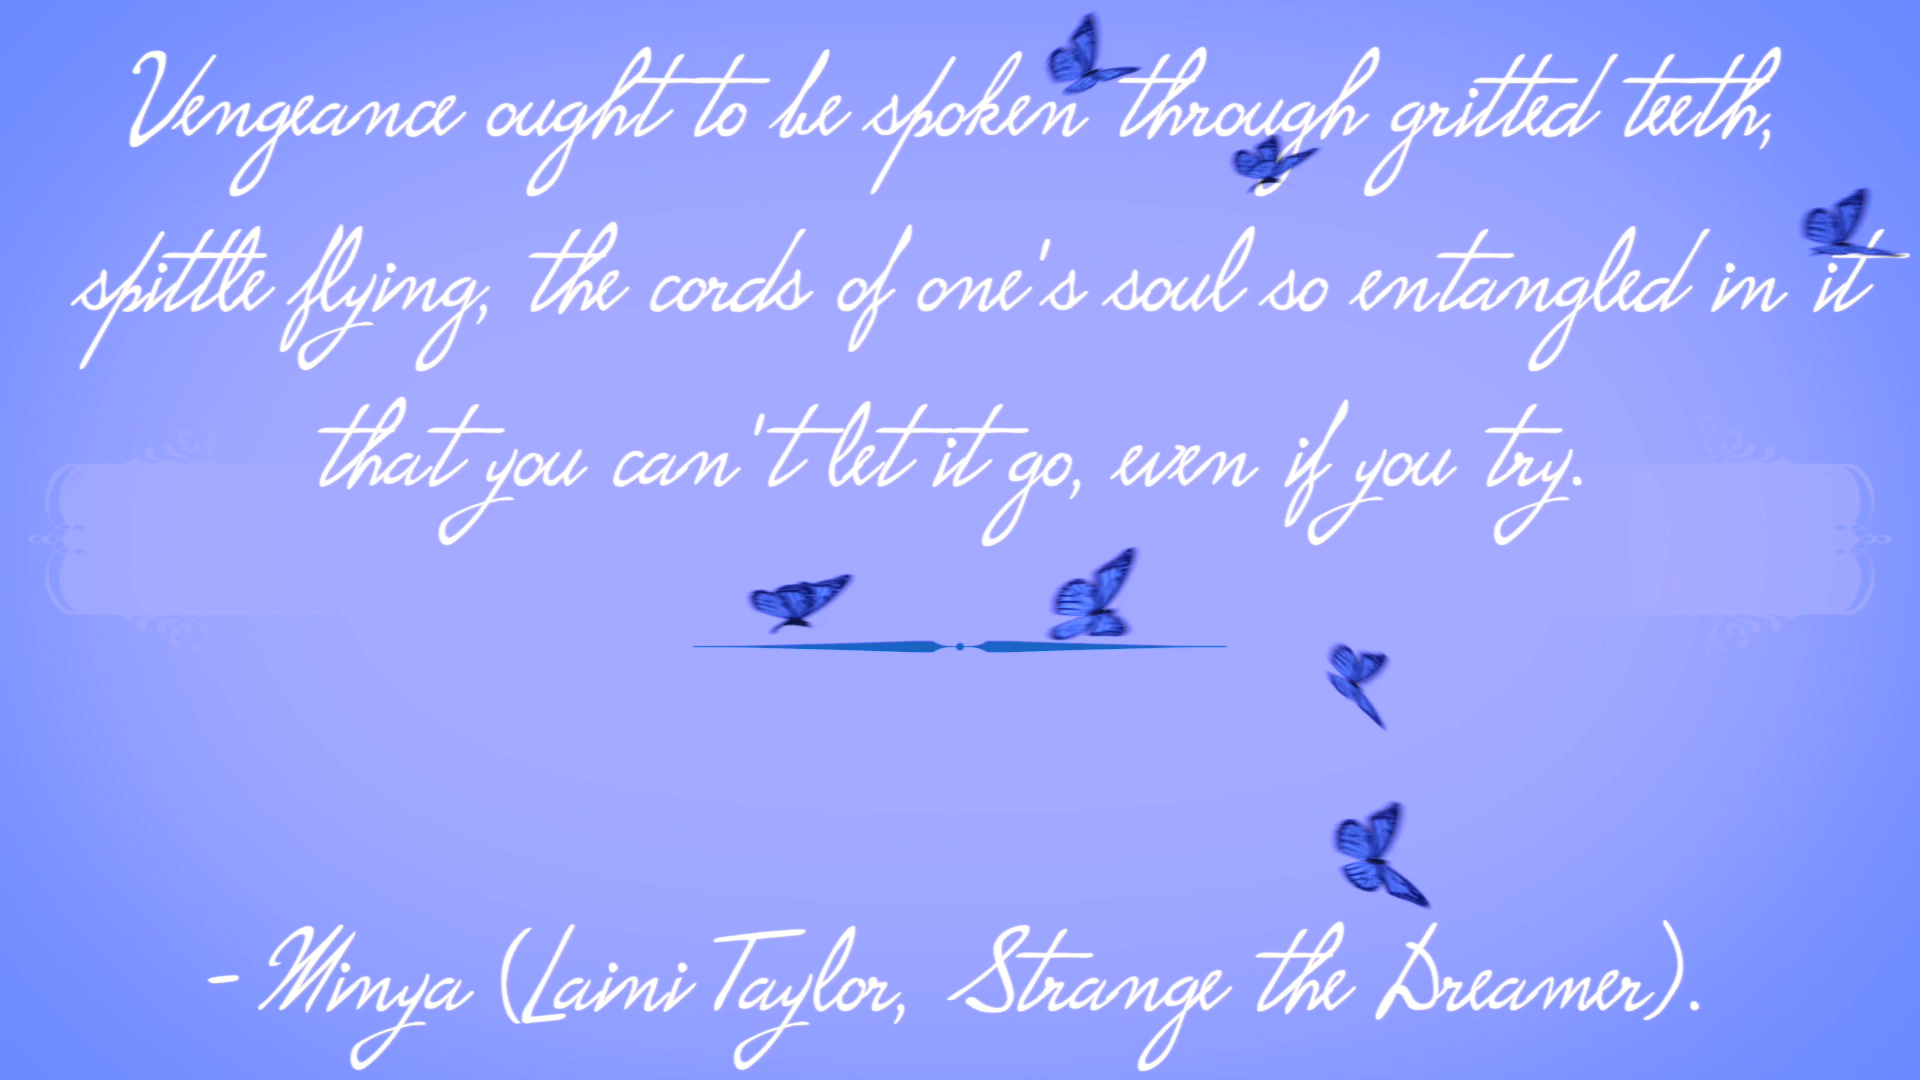 Vengeance ought to be spoken through gritted teeth,
spittle flying, the cords of one's soul so entangled in it
that you can't let it go, even if you try.
- Minya (Laini Taylor, Strange the Dreamer).